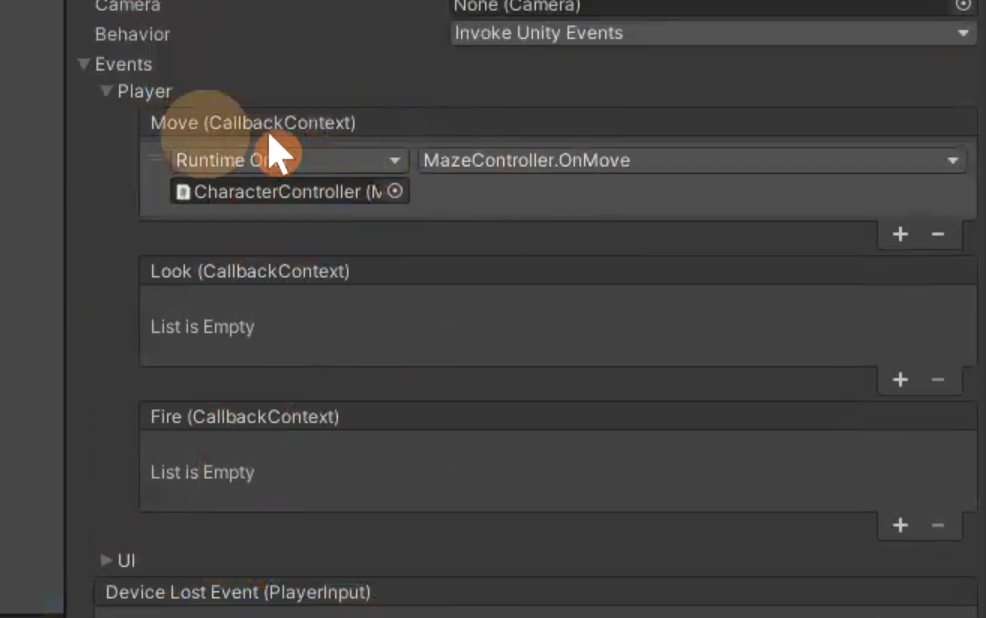 Camera
None (Camera)
Behavior
Invoke Unity Events
Events
Player
Move (CallbackContext)
Runtime
MazeController.OnMove
CharacterController
Look (CallbackContext)
List is Empty
Fire (CallbackContext)
List is Empty
UI
Device Lost Event (PlayerInput)